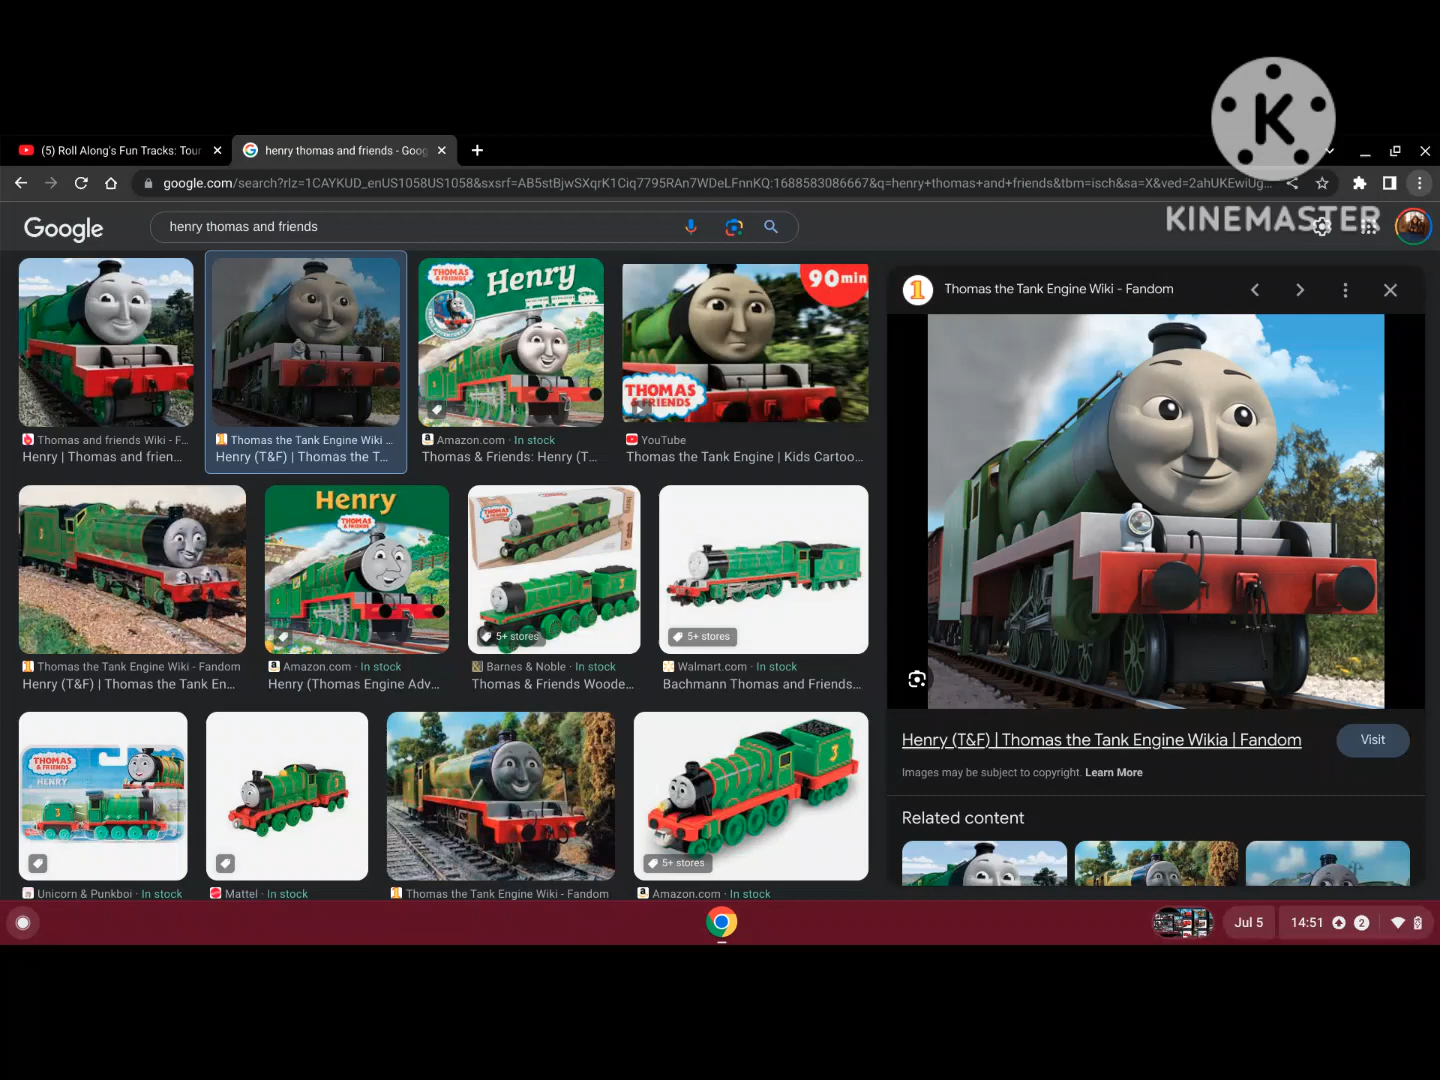 K
KINEMASTER
(5) Roll Along's Fun Tracks: Tour
henry thomas and friends - Goog
google.com/search?rlz=1CAYKUD_enUS1058US1058&sxsrf=AB5stBjwSXqrK1Ciq7795RAn7WDeLFnnKQ:1688583086667&q=henry+thomas+and+friends&tbm=isch&sa=X&ved=2ahUKEwiUg...
Google
henry thomas and friends
Thomas and friends Wiki - F...
Henry | Thomas and frien...
Thomas the Tank Engine Wiki ...
Henry (T&F) | Thomas the T...
THOMAS & FRIENDS
Henry
Amazon.com · In stock
Thomas & Friends: Henry (T...
90min
THOMAS & FRIENDS
YouTube
Thomas the Tank Engine | Kids Cartoo...
Thomas the Tank Engine Wiki - Fandom
Henry (T&F) | Thomas the Tank En...
Henry
THOMAS & FRIENDS
Amazon.com · In stock
Henry (Thomas Engine Adv...
5+ stores
Barnes & Noble · In stock
Thomas & Friends Woode...
5+ stores
Walmart.com · In stock
Bachmann Thomas and Friends...
THOMAS & FRIENDS
HENRY
Unicorn & Punkboi · In stock
Mattel · In stock
Thomas the Tank Engine Wiki - Fandom
3
5+ stores
Amazon.com · In stock
1
Thomas the Tank Engine Wiki - Fandom
Henry (T&F) | Thomas the Tank Engine Wikia | Fandom
Visit
Images may be subject to copyright. Learn More
Related content
Jul 5
14:51
2